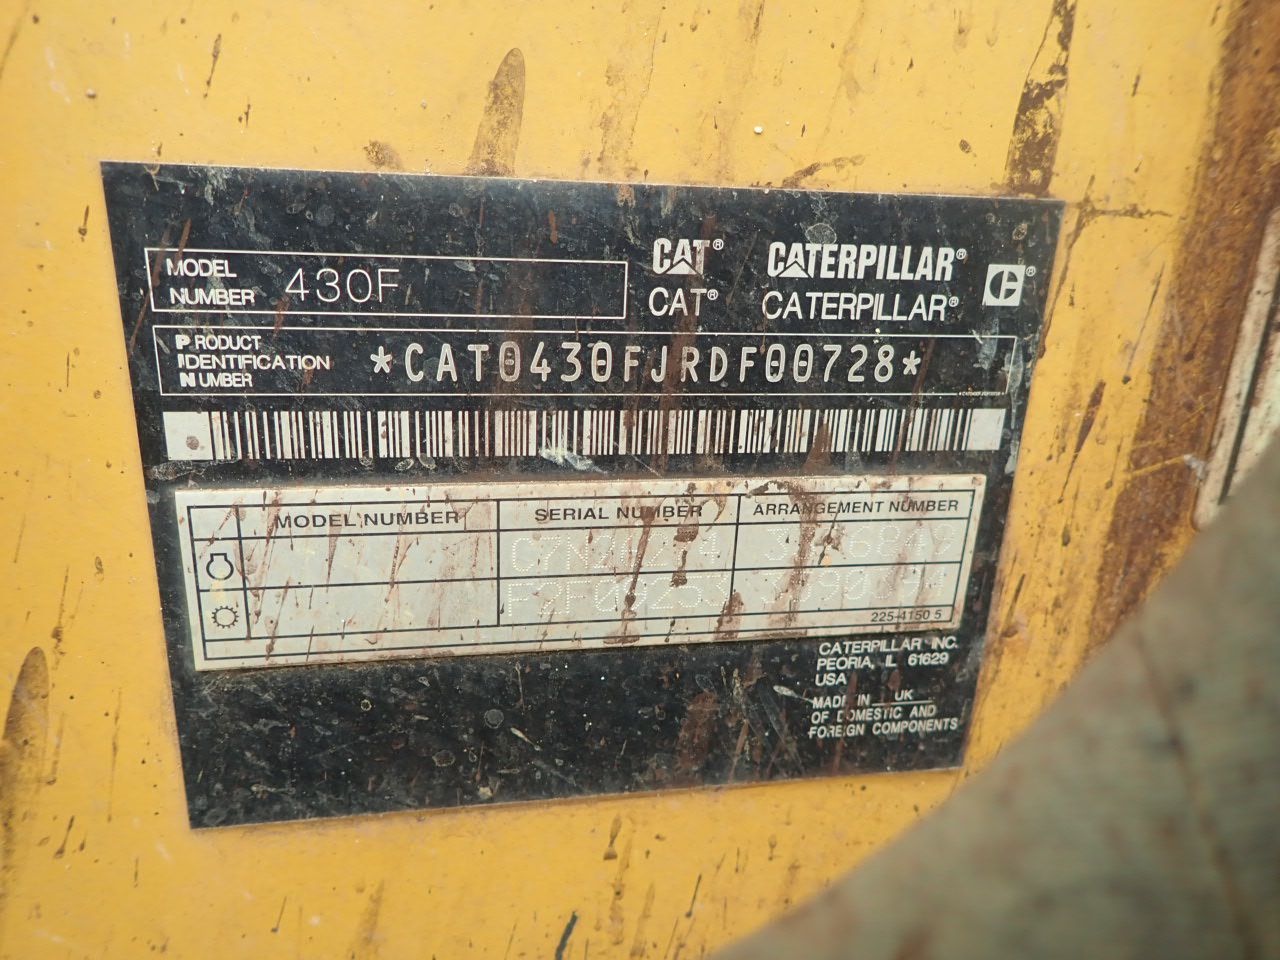 MODEL NUMBER 430F
CAT® CATERPILLAR®
CAT® CATERPILLAR®
PRODUCT IDENTIFICATION NUMBER *CAT0430FJRDF00728*
MODEL NUMBER SERIAL NUMBER ARRANGEMENT NUMBER
225-4150 5
CATERPILLAR INC.
PEORIA, IL 61629
USA
MADE IN UK
OF DOMESTIC AND
FOREIGN COMPONENTS